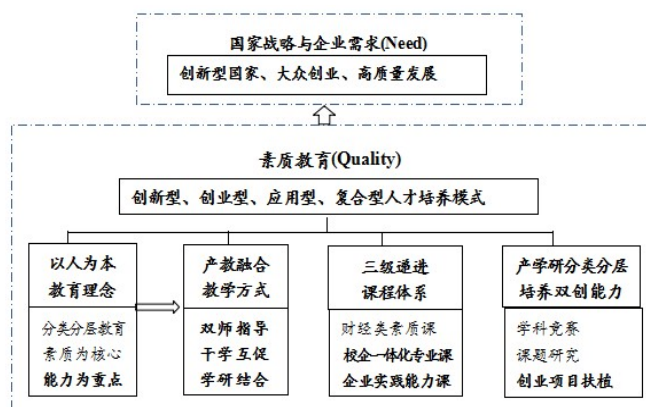 国家战略与企业需求(Need)
创新型国家、大众创业、高质量发展
素质教育(Quality)
创新型、创业型、应用型、复合型人才培养模式
以人为本
教育理念
分类分层教育
素质为核心
能力为重点
产教融合
教学方式
双师指导
干学互促
学研结合
三级递进
课程体系
财经类素质课
校企一体化专业课
企业实践能力课
产学研分类分层
培养双创能力
学科竞赛
课题研究
创业项目扶植